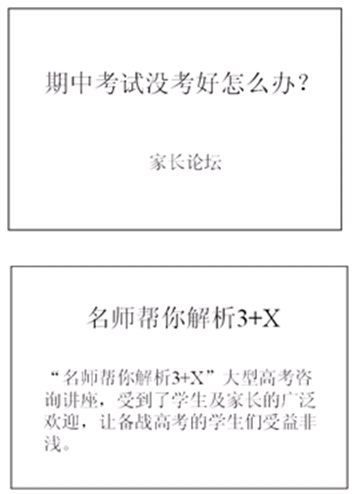 期中考试没考好怎么办？
家长论坛
名师帮你解析3+X
“名师帮你解析3+X”大型高考咨
询讲座，受到了学生及家长的广泛
欢迎，让备战高考的学生们受益非
浅。